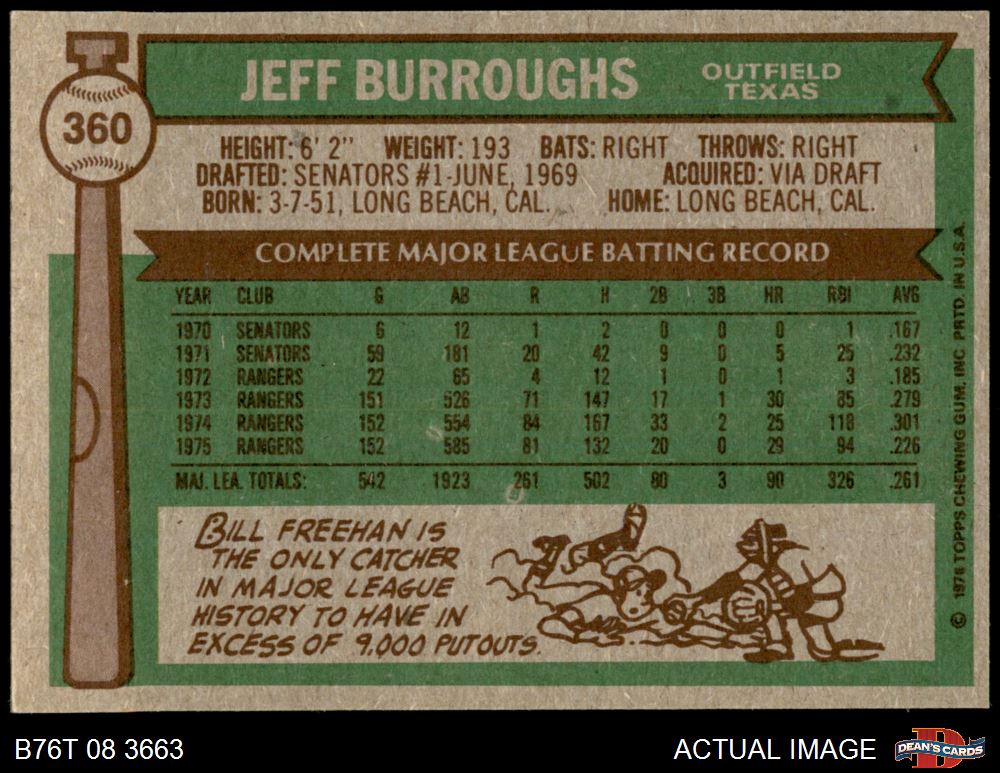 JEFF BURROUGHS
OUTFIELD
TEXAS
360
HEIGHT: 6' 2" WEIGHT: 193 BATS: RIGHT THROWS: RIGHT
DRAFTED: SENATORS #1-JUNE, 1969 ACQUIRED: VIA DRAFT
BORN: 3-7-51, LONG BEACH, CAL. HOME: LONG BEACH, CAL.
COMPLETE MAJOR LEAGUE BATTING RECORD
YEAR CLUB G AB R H 2B 3B HR RBI AVG
1970 SENATORS 6 12 1 2 0 0 0 1 .167
1971 SENATORS 59 181 20 42 9 0 5 25 .232
1972 RANGERS 22 65 4 12 1 0 1 3 .185
1973 RANGERS 151 526 71 147 17 1 30 85 .279
1974 RANGERS 152 554 84 167 33 2 25 118 .301
1975 RANGERS 152 585 81 132 20 0 29 94 .226
MAJ. LEA. TOTALS: 542 1923 261 502 80 3 90 326 .261
BILL FREEHAN IS
THE ONLY CATCHER
IN MAJOR LEAGUE
HISTORY TO HAVE IN
EXCESS OF 9,000 PUTOUTS.
© 1976 TOPPS CHEWING GUM, INC. PRTD. IN U.S.A.
B76T 08 3663
ACTUAL IMAGE
DEAN'S CARDS